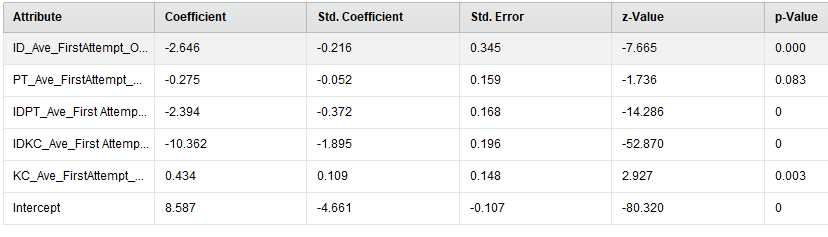 Attribute Coefficient Std. Coefficient Std. Error z-Value p-Value
ID_Ave_FirstAttempt_O... -2.646 -0.216 0.345 -7.665 0.000
PT_Ave_FirstAttempt_... -0.275 -0.052 0.159 -1.736 0.083
IDPT_Ave_First Attemp... -2.394 -0.372 0.168 -14.286 0
IDKC_Ave_First Attemp... -10.362 -1.895 0.196 -52.870 0
KC_Ave_FirstAttempt_... 0.434 0.109 0.148 2.927 0.003
Intercept 8.587 -4.661 -0.107 -80.320 0